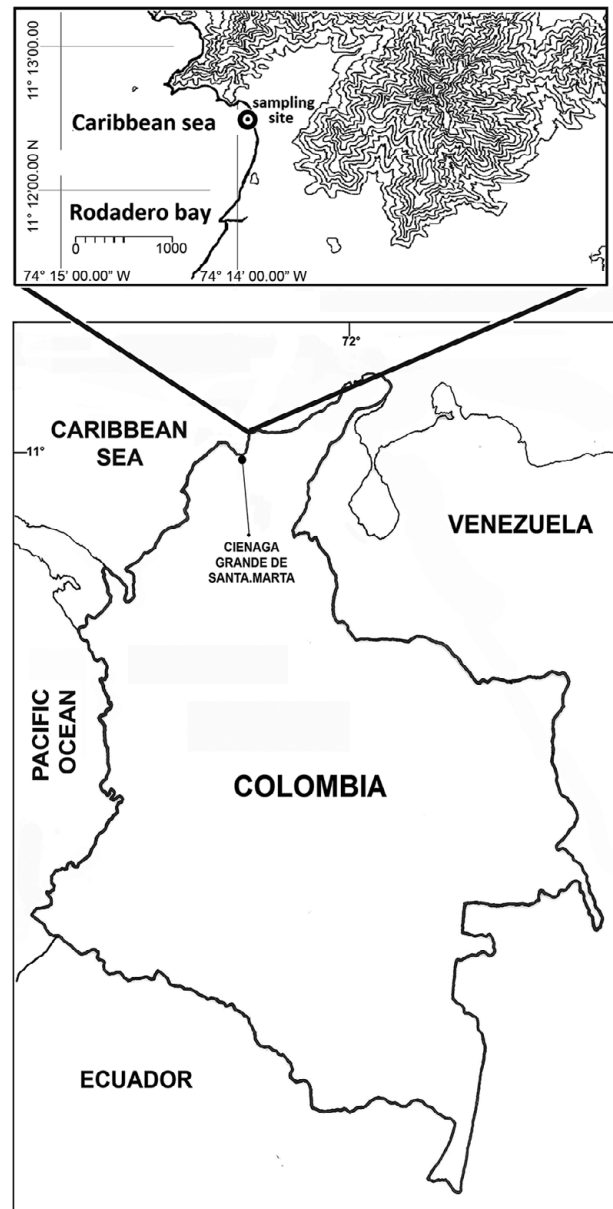 11° 13'00.00
sampling
site
Caribbean sea
11° 12'00.00 N
Rodadero bay
0 1000
74° 15' 00.00" W 74° 14' 00.00" W
72°
CARIBBEAN
SEA
11°
VENEZUELA
CIENAGA
GRANDE DE
SANTA.MARTA
PACIFIC
OCEAN
COLOMBIA
ECUADOR